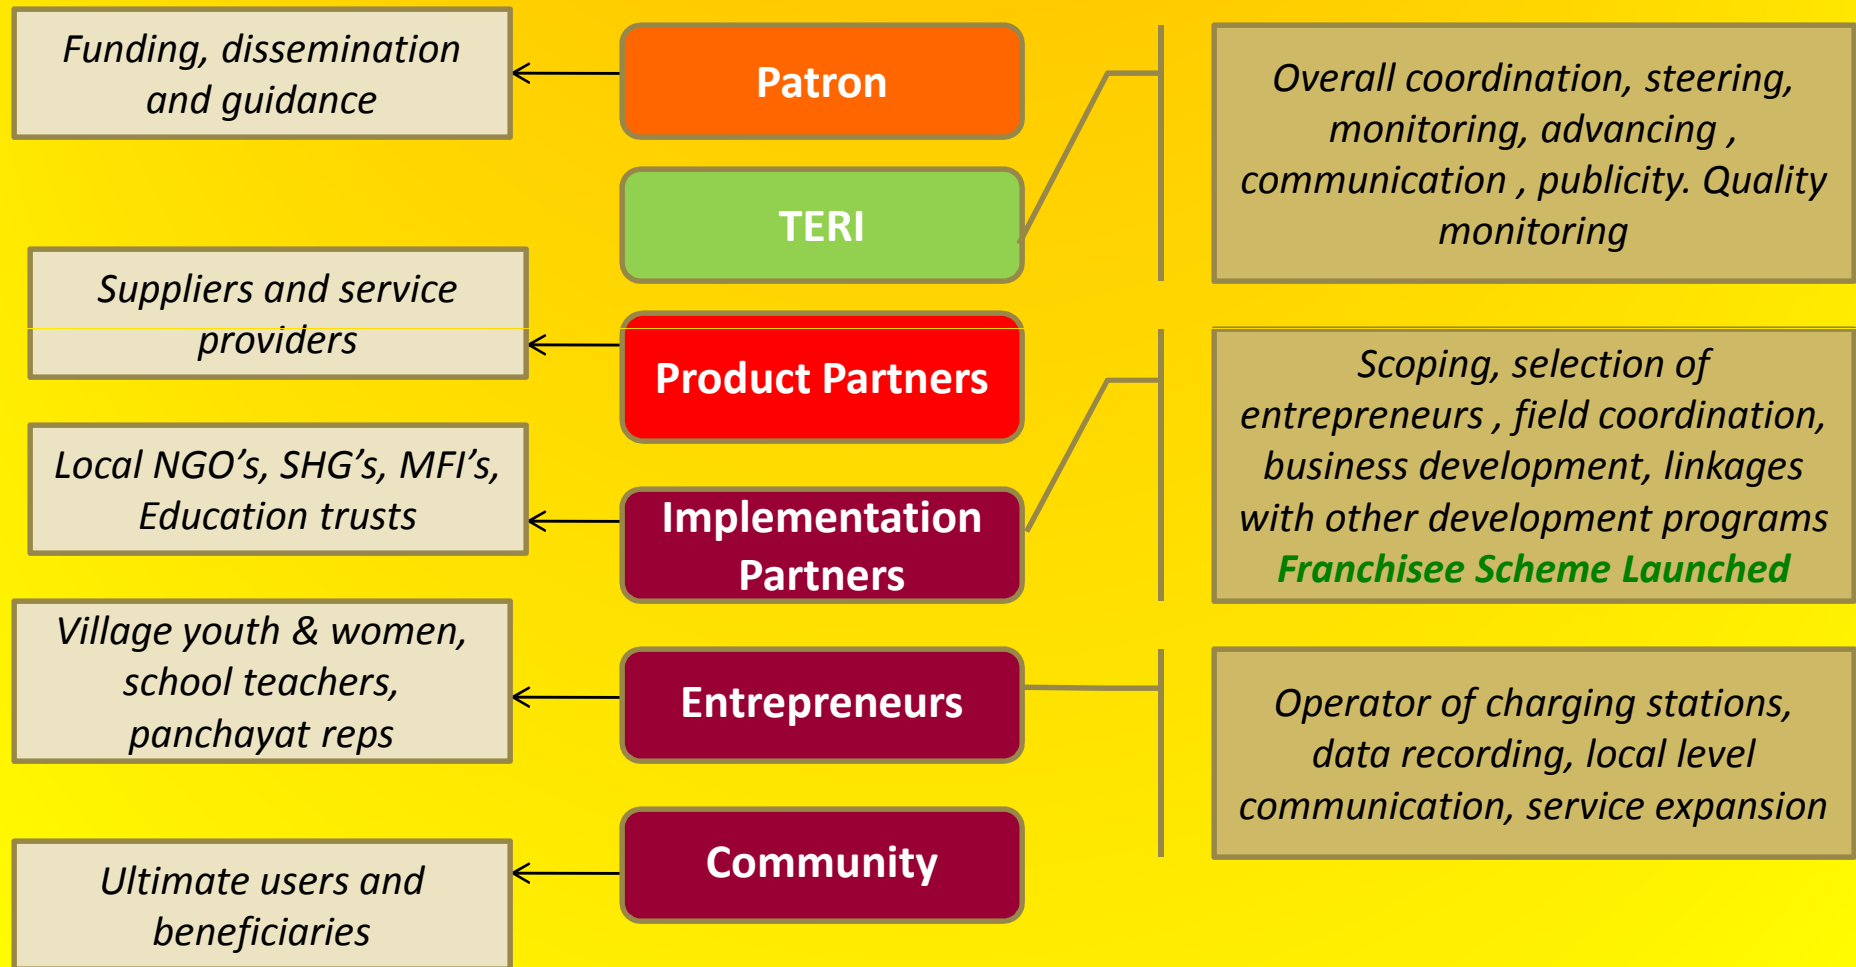 Funding, dissemination
and guidance
Patron
Overall coordination, steering,
monitoring, advancing ,
communication , publicity. Quality
monitoring
TERI
Suppliers and service
providers
Product Partners
Scoping, selection of
entrepreneurs , field coordination,
business development, linkages
with other development programs
Franchisee Scheme Launched
Local NGO’s, SHG’s, MFI’s,
Education trusts
Implementation
Partners
Village youth & women,
school teachers,
panchayat reps
Entrepreneurs
Operator of charging stations,
data recording, local level
communication, service expansion
Community
Ultimate users and
beneficiaries